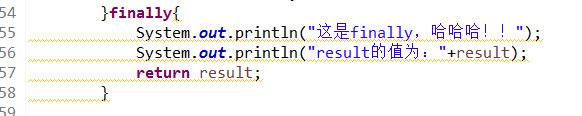 54 }finally{
55 System.out.println("这是finally，哈哈哈！！");
56 System.out.println("result的值为："+result);
57 return result;
58 }
59